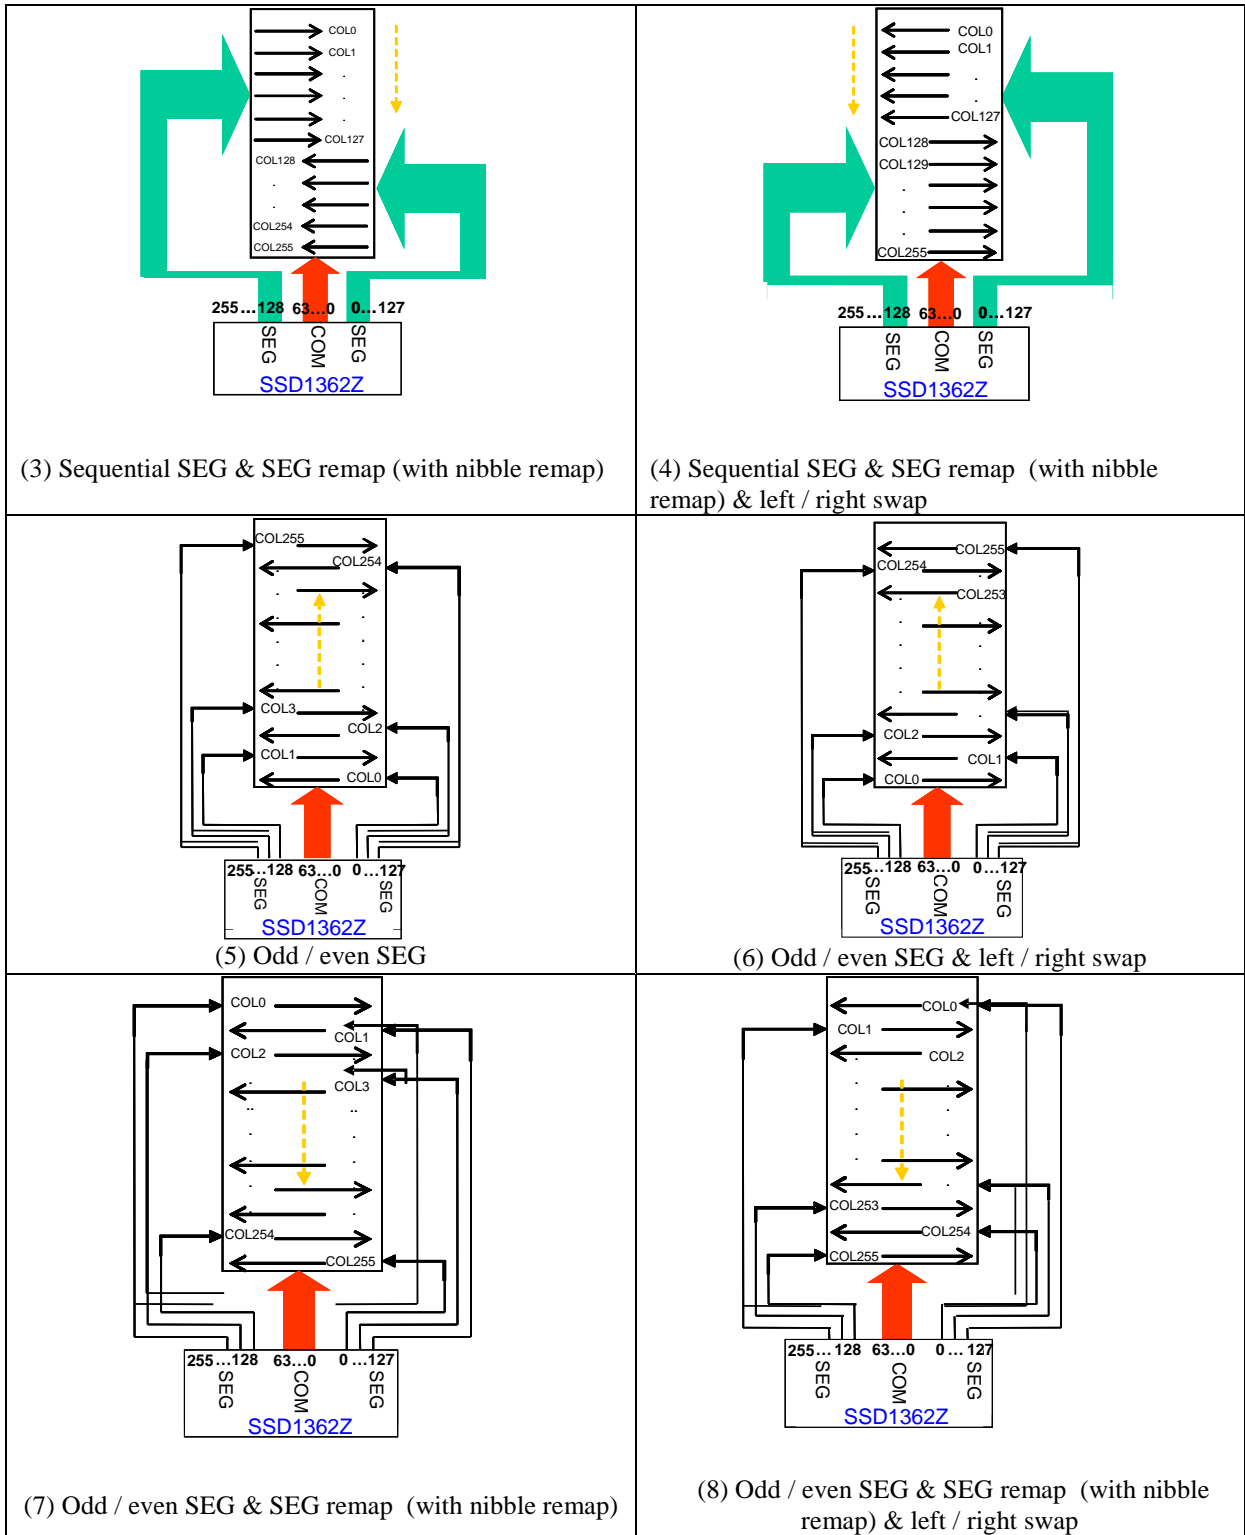 COL0
COL1
COL127
COL128
COL254
COL255
255...128 63...0 0...127
SEG COM SEG
SSD1362Z
(3) Sequential SEG & SEG remap (with nibble remap)
COL0
COL1
COL127
COL128
COL129
COL255
255...128 63...0 0...127
SEG COM SEG
SSD1362Z
(4) Sequential SEG & SEG remap (with nibble
remap) & left / right swap
COL255
COL254
COL3
COL2
COL1
COL0
255...128 63...0 0...127
SEG COM SEG
SSD1362Z
(5) Odd / even SEG
COL255
COL254
COL253
COL2
COL1
COL0
255...128 63...0 0...127
SEG COM SEG
SSD1362Z
(6) Odd / even SEG & left / right swap
COL0
COL1
COL2
COL3
COL254
COL255
255...128 63...0 0...127
SEG COM SEG
SSD1362Z
(7) Odd / even SEG & SEG remap (with nibble remap)
COL0
COL1
COL2
COL253
COL254
COL255
255... 128 63...0 0... 127
SEG COM SEG
SSD1362Z
(8) Odd / even SEG & SEG remap (with nibble
remap) & left / right swap